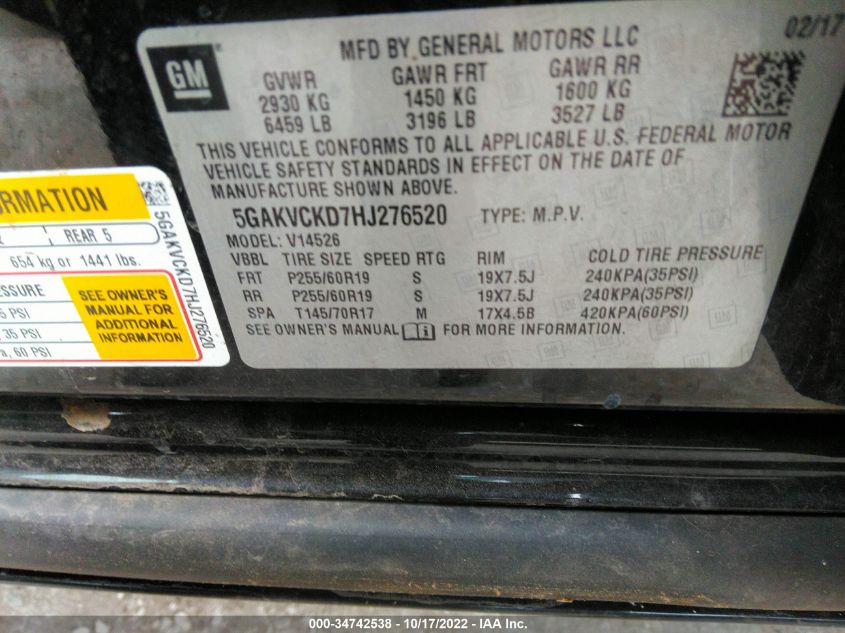 GM
MFD BY GENERAL MOTORS LLC
02/17
GVWR GAWR FRT GAWR RR
2930 KG 1450 KG 1600 KG
6459 LB 3196 LB 3527 LB
THIS VEHICLE CONFORMS TO ALL APPLICABLE U.S. FEDERAL MOTOR
VEHICLE SAFETY STANDARDS IN EFFECT ON THE DATE OF
MANUFACTURE SHOWN ABOVE.
5GAKVCKD7HJ276520 TYPE: M.P.V.
MODEL: V14526
VBBL TIRE SIZE SPEED RTG RIM COLD TIRE PRESSURE
FRT P255/60R19 S 19X7.5J 240KPA(35PSI)
RR P255/60R19 S 19X7.5J 240KPA(35PSI)
SPA T145/70R17 M 17X4.5B 420KPA(60PSI)
SEE OWNER'S MANUAL FOR MORE INFORMATION.
REAR 5
654 kg or 1441 lbs.
SEE OWNER'S
MANUAL FOR
ADDITIONAL
INFORMATION
35 PSI
60 PSI
5GAKVCKD7HJ276520
000-34742538 - 10/17/2022 - IAA Inc.